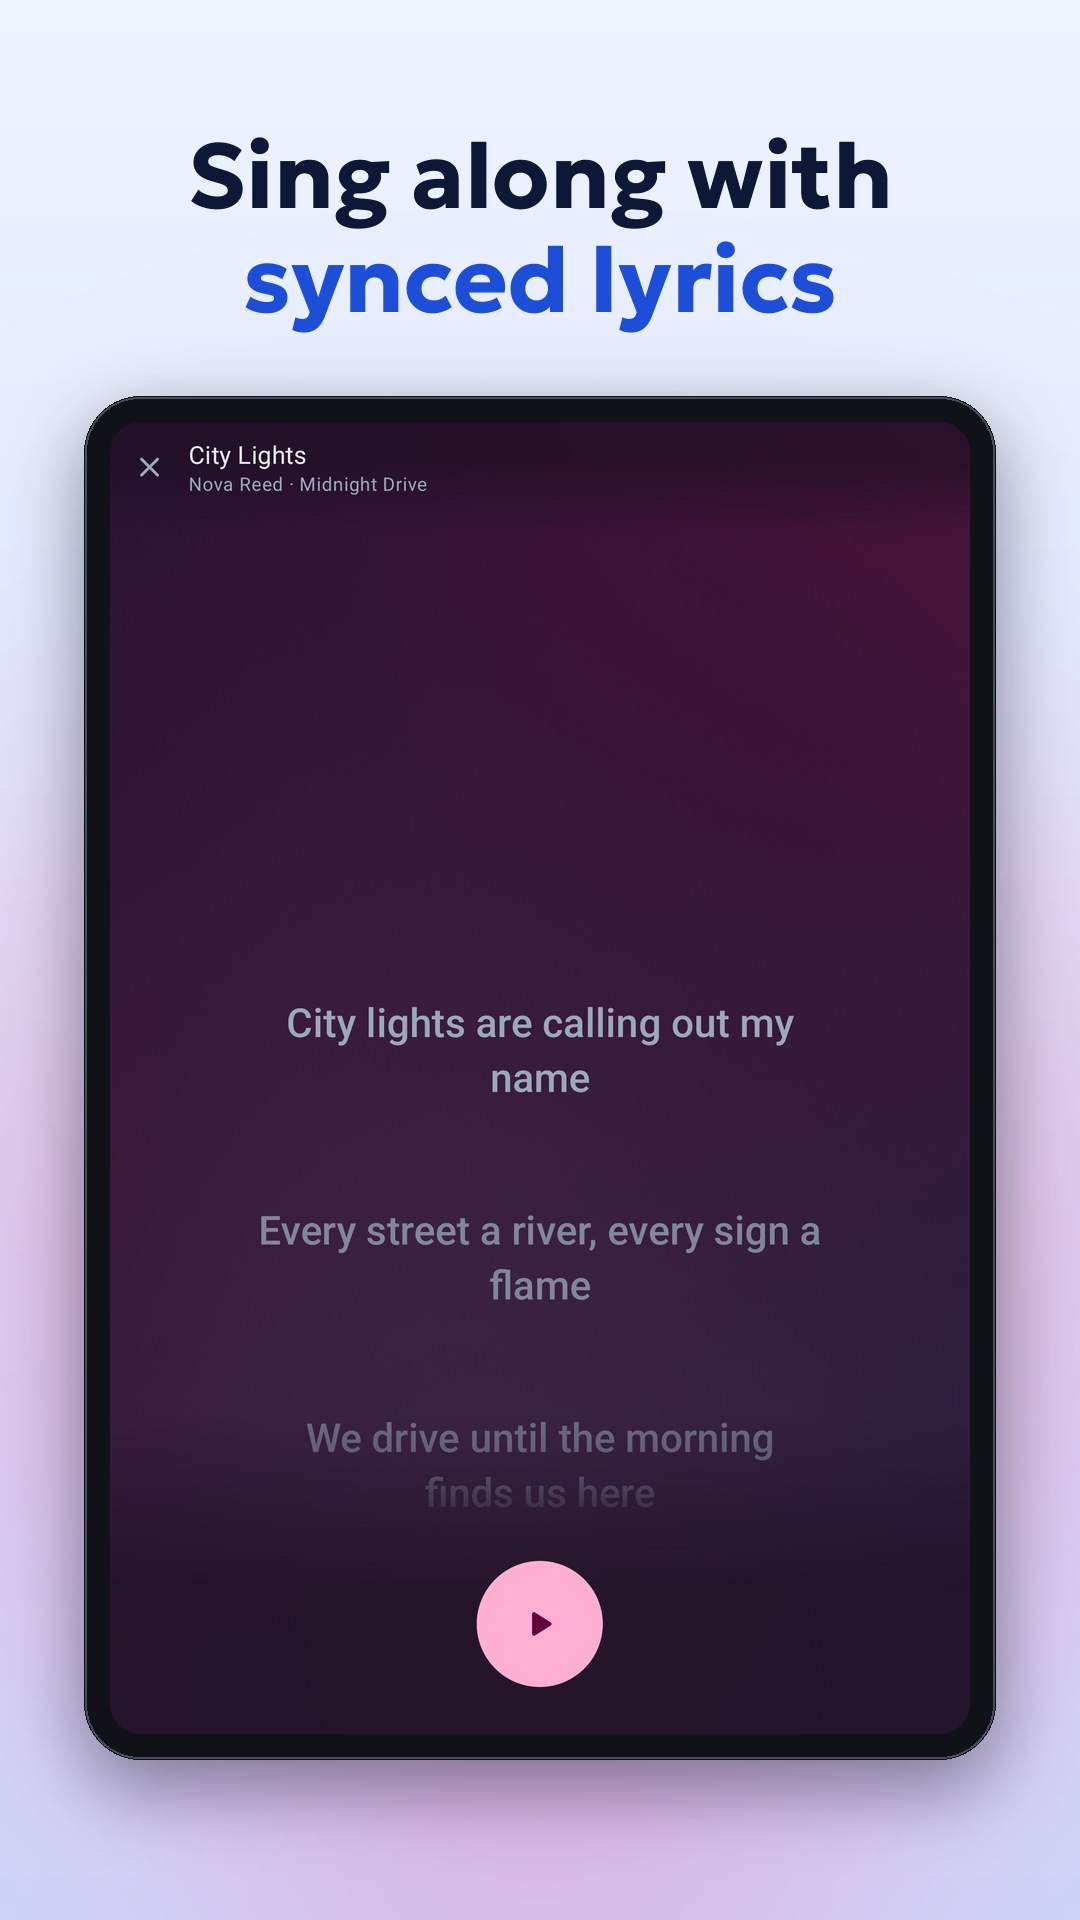 Sing along with
synced lyrics
City Lights
Nova Reed · Midnight Drive
City lights are calling out my
name
Every street a river, every sign a
flame
We drive until the morning
finds us here